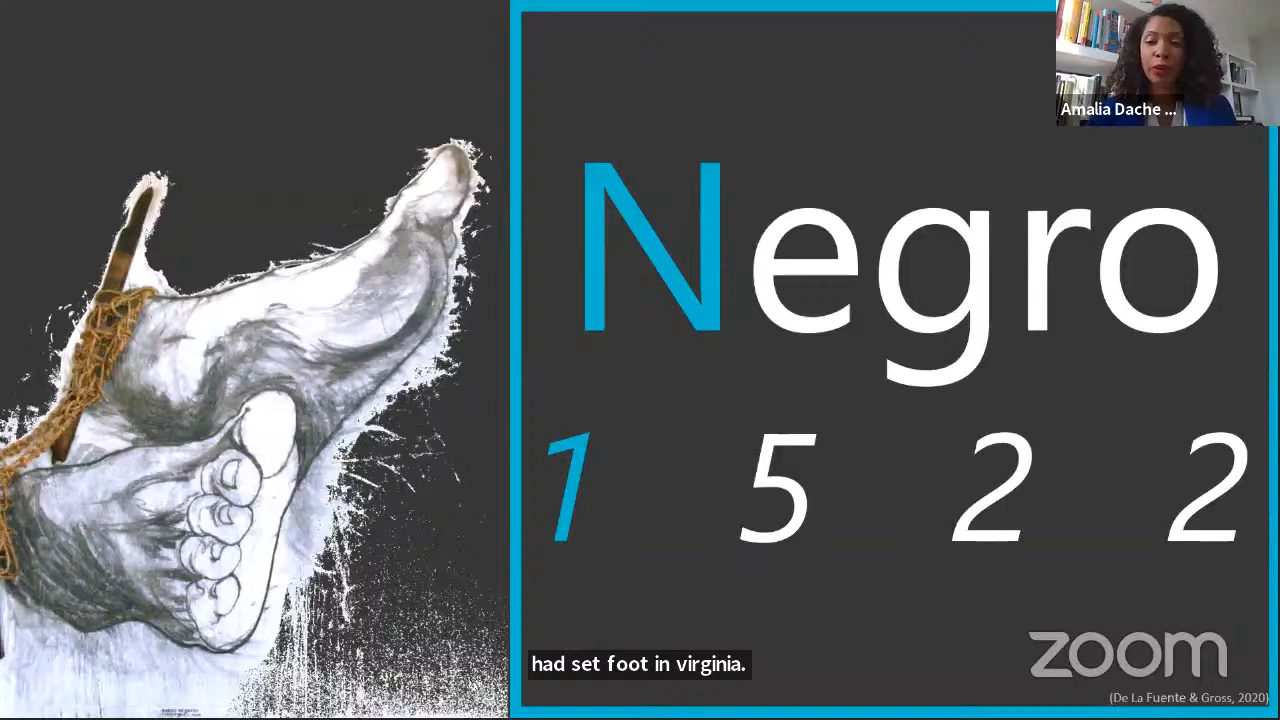 Amalia Dache ...
Negro
1 5 2 2
had set foot in virginia.
zoom
(De La Fuente & Gross, 2020)